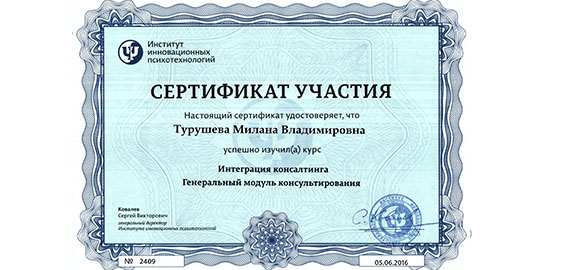 Институт
инновационных
психотехнологий
СЕРТИФИКАТ УЧАСТИЯ
Настоящий сертификат удостоверяет, что
Турушева Милана Владимировна
успешно изучил(а) курс
Интеграция консалтинга
Генеральный модуль консультирования
Ковалев
Сергей Викторович
генеральный директор
Института инновационных психотехнологий
№ 2409
05.06.2016